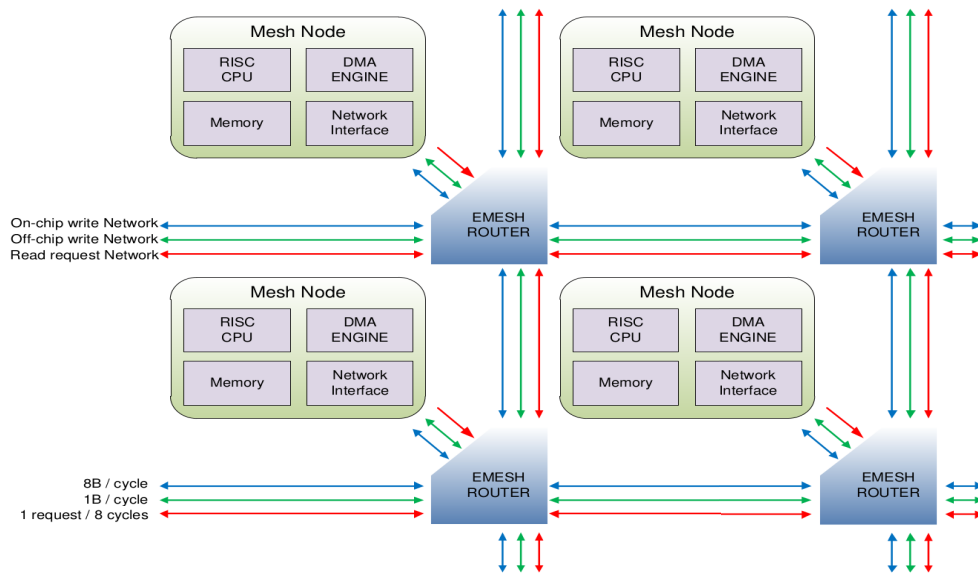 Mesh Node
RISC
CPU
DMA
ENGINE
Memory
Network
Interface
Mesh Node
RISC
CPU
DMA
ENGINE
Memory
Network
Interface
On-chip write Network
Off-chip write Network
Read request Network
EMESH
ROUTER
EMESH
ROUTER
Mesh Node
RISC
CPU
DMA
ENGINE
Memory
Network
Interface
Mesh Node
RISC
CPU
DMA
ENGINE
Memory
Network
Interface
8B / cycle
1B / cycle
1 request / 8 cycles
EMESH
ROUTER
EMESH
ROUTER